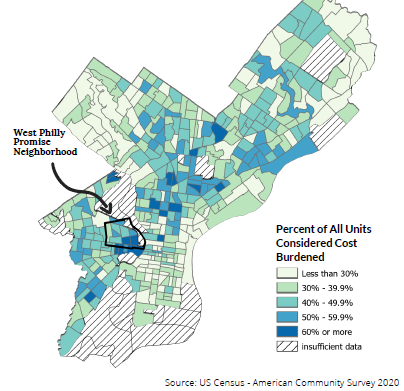 West Philly
Promise
Neighborhood
Percent of All Units
Considered Cost
Burdened
Less than 30%
30% - 39.9%
40% - 49.9%
50% - 59.9%
60% or more
insufficient data
Source: US Census - American Community Survey 2020